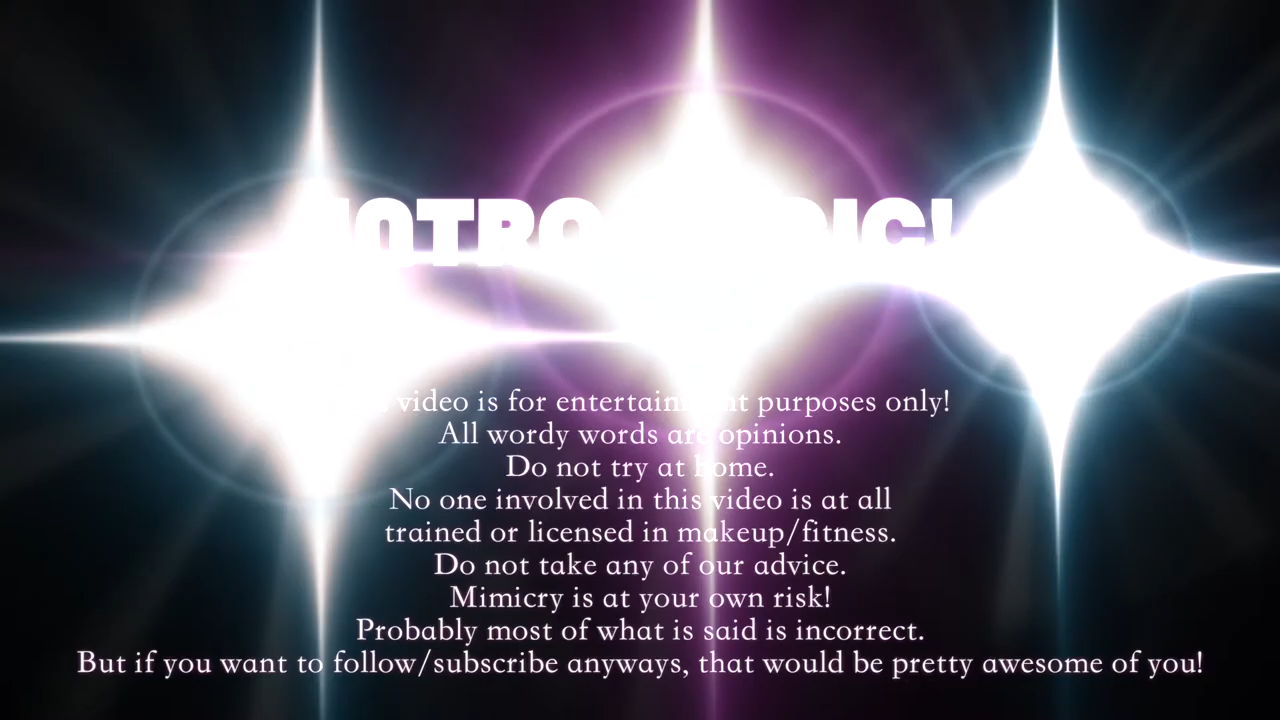 INTRO
video is for entertainment purposes only!
All wordy words are opinions.
Do not try at home.
No one involved in this video is at all
trained or licensed in makeup/fitness.
Do not take any of our advice.
Mimicry is at your own risk!
Probably most of what is said is incorrect.
But if you want to follow/subscribe anyways, that would be pretty awesome of you!